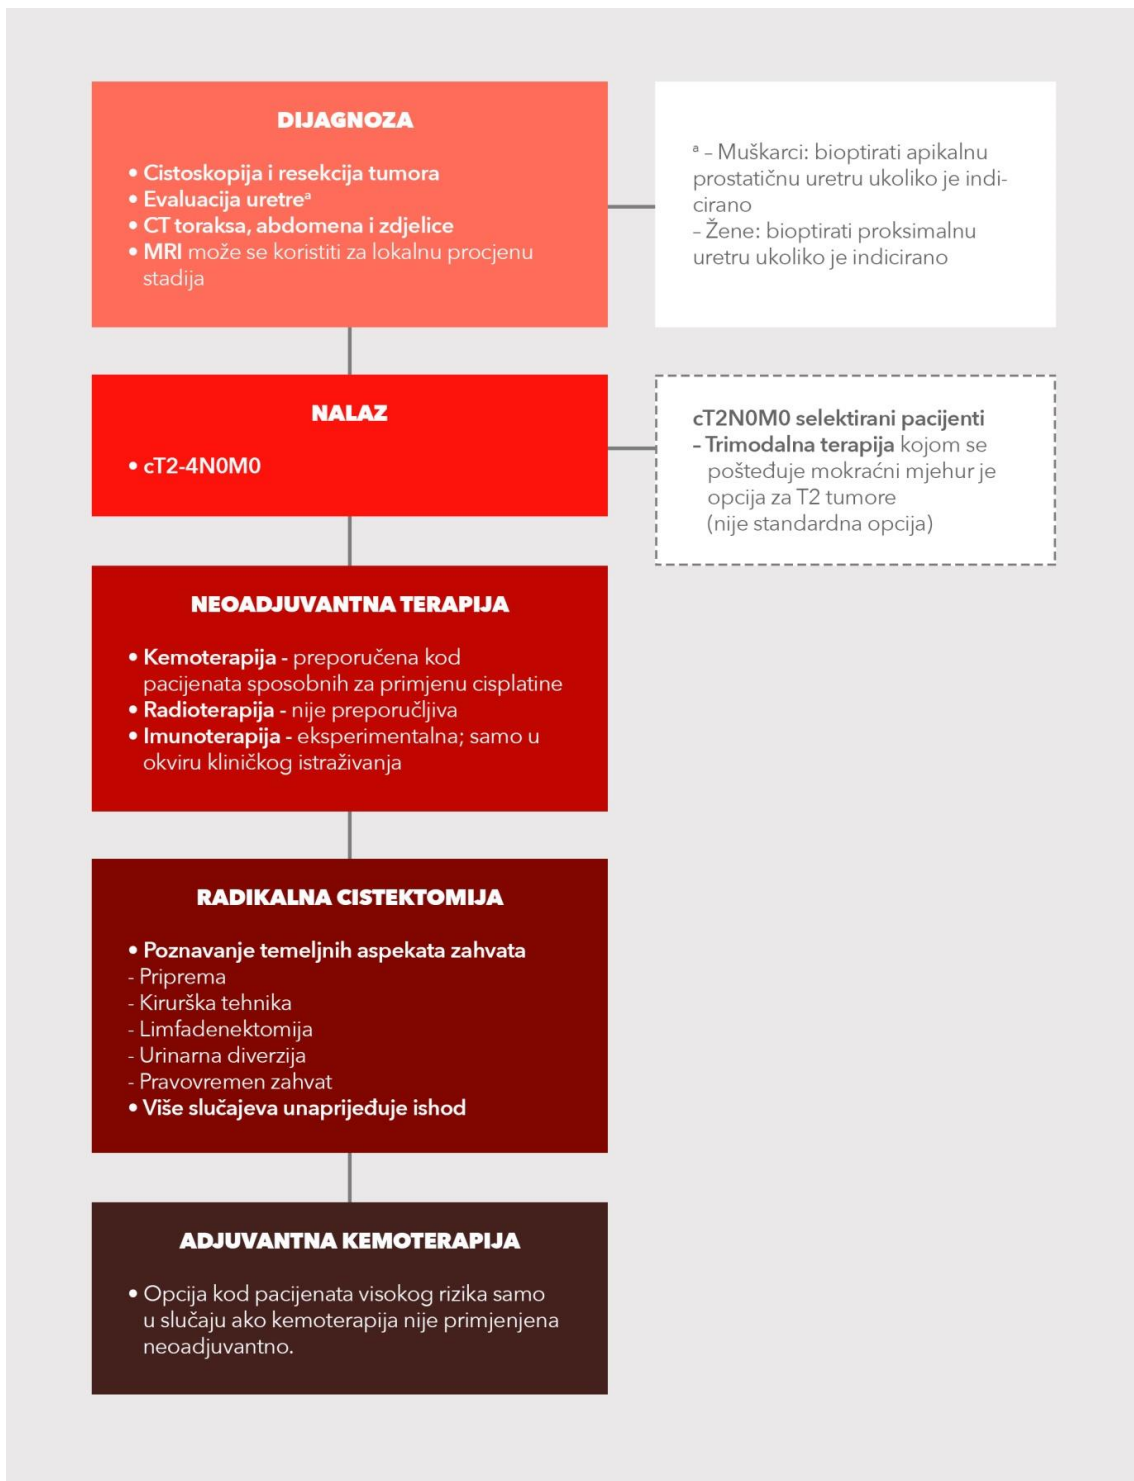 DIJAGNOZA
• Cistoskopija i resekcija tumora
• Evaluacija uretreᵃ
• CT toraksa, abdomena i zdjelice
• MRI može se koristiti za lokalnu procjenu
stadija
ᵃ – Muškarci: bioptirati apikalnu
prostatičnu uretru ukoliko je indi-
cirano
– Žene: bioptirati proksimalnu
uretru ukoliko je indicirano
NALAZ
• cT2-4N0M0
cT2N0M0 selektirani pacijenti
– Trimodalna terapija kojom se
pošteđuje mokraćni mjehur je
opcija za T2 tumore
(nije standardna opcija)
NEOADJUVANTNA TERAPIJA
• Kemoterapija - preporučena kod
pacijenata sposobnih za primjenu cisplatine
• Radioterapija - nije preporučljiva
• Imunoterapija - eksperimentalna; samo u
okviru kliničkog istraživanja
RADIKALNA CISTEKTOMIJA
• Poznavanje temeljnih aspekata zahvata
- Priprema
- Kirurška tehnika
- Limfadenektomija
- Urinarna diverzija
- Pravovremen zahvat
• Više slučajeva unaprijeđuje ishod
ADJUVANTNA KEMOTERAPIJA
• Opcija kod pacijenata visokog rizika samo
u slučaju ako kemoterapija nije primjenjena
neoadjuvantno.